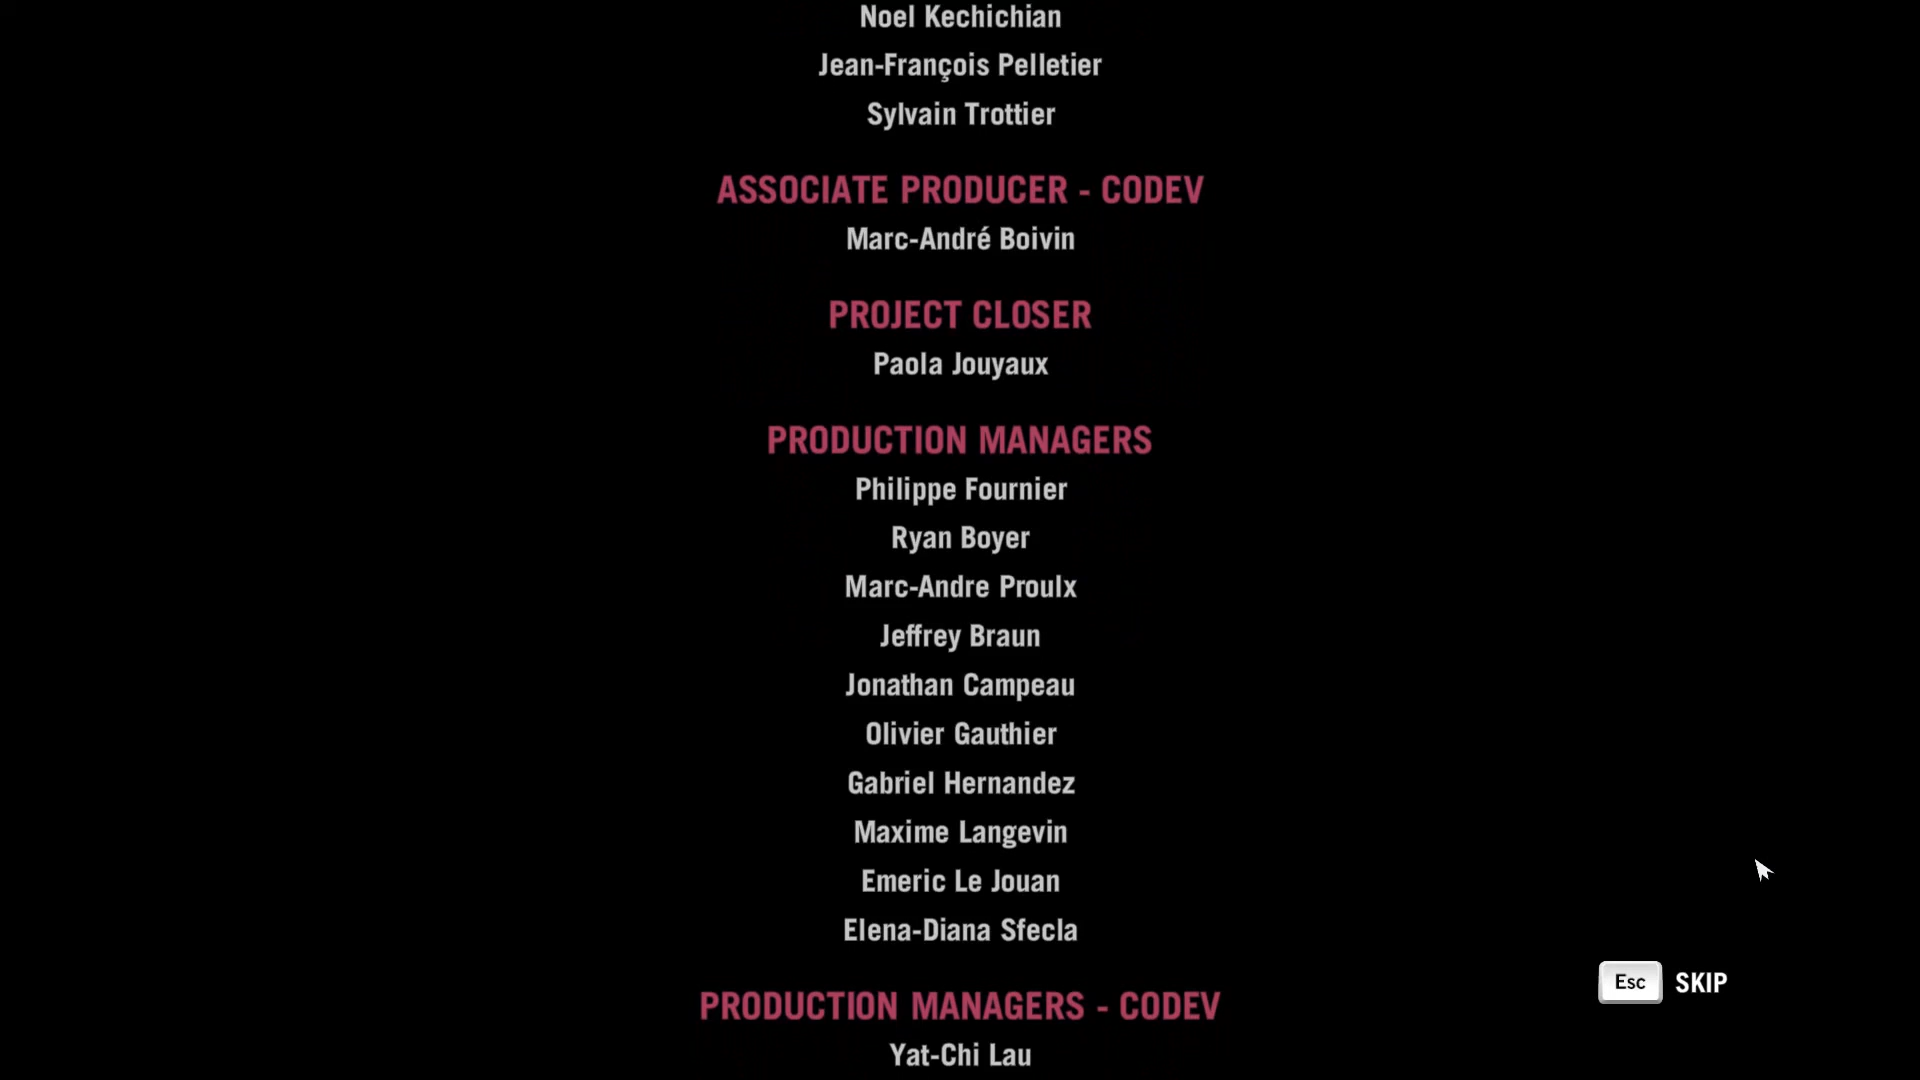 Noel Kechichian
Jean-François Pelletier
Sylvain Trottier
ASSOCIATE PRODUCER - CODEV
Marc-André Boivin
PROJECT CLOSER
Paola Jouyaux
PRODUCTION MANAGERS
Philippe Fournier
Ryan Boyer
Marc-Andre Proulx
Jeffrey Braun
Jonathan Campeau
Olivier Gauthier
Gabriel Hernandez
Maxime Langevin
Emeric Le Jouan
Elena-Diana Sfecla
Esc SKIP
PRODUCTION MANAGERS - CODEV
Yat-Chi Lau